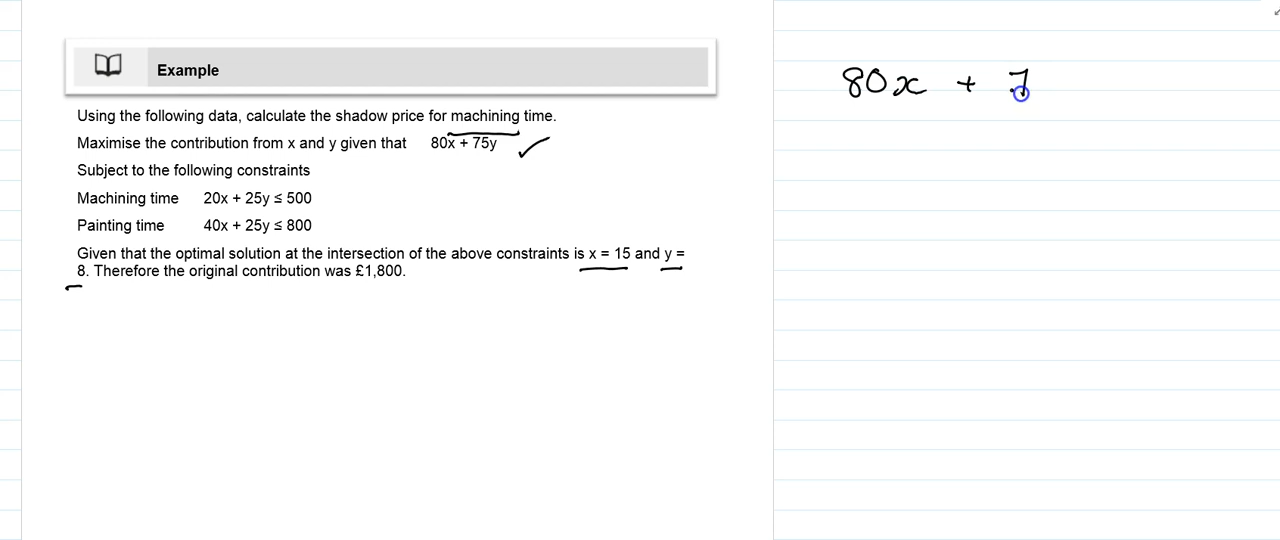 Example
Using the following data, calculate the shadow price for machining time.
Maximise the contribution from x and y given that 80x + 75y
Subject to the following constraints
Machining time 20x + 25y ≤ 500
Painting time 40x + 25y ≤ 800
Given that the optimal solution at the intersection of the above constraints is x = 15 and y =
8. Therefore the original contribution was £1,800.
80x + 7